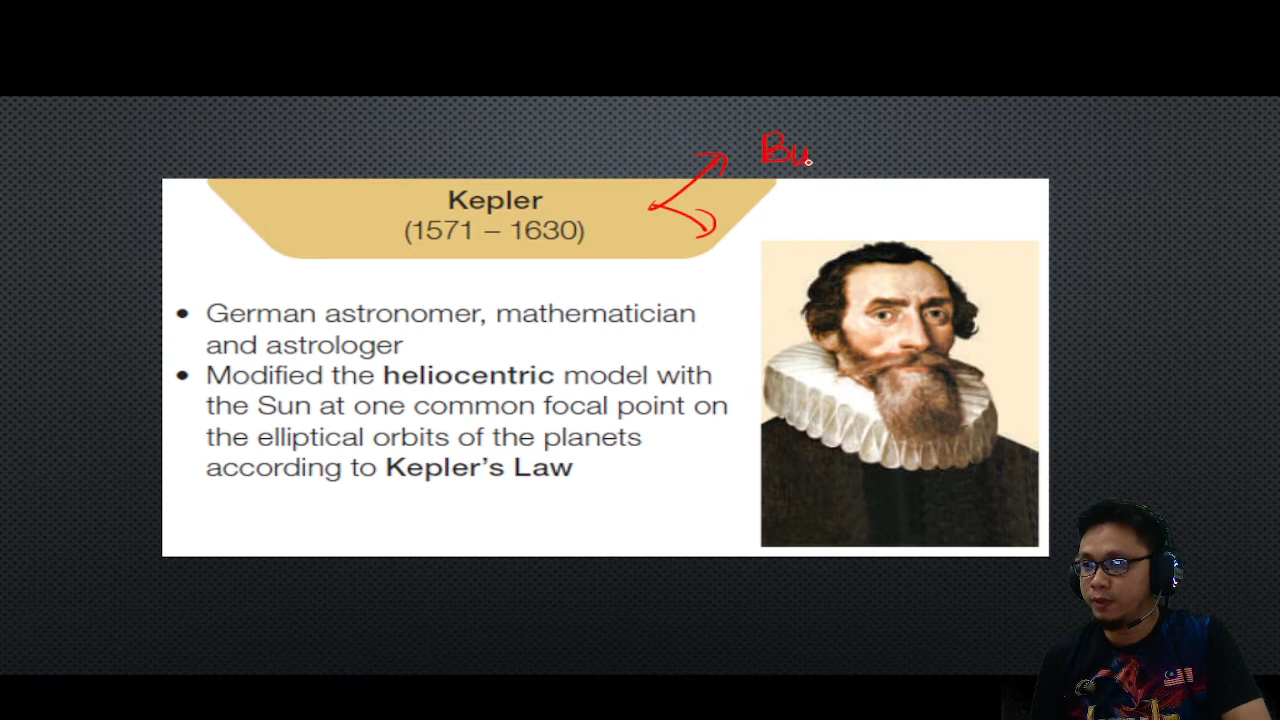 Bu
Kepler
(1571 – 1630)
• German astronomer, mathematician
and astrologer
• Modified the heliocentric model with
the Sun at one common focal point on
the elliptical orbits of the planets
according to Kepler's Law